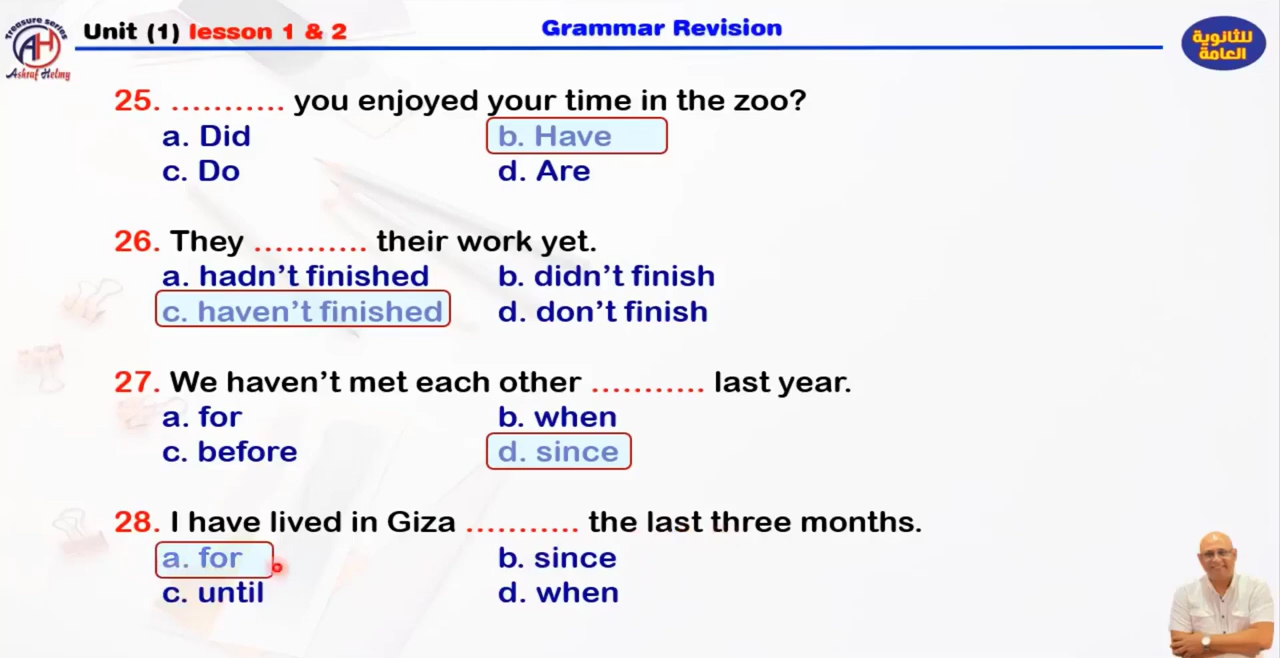 Treasure series
AH
Ashraf Helmy
Unit (1) lesson 1 & 2
Grammar Revision
للثانوية
العامة
25. ........... you enjoyed your time in the zoo?
a. Did b. Have
c. Do d. Are
26. They ........... their work yet.
a. hadn’t finished b. didn’t finish
c. haven’t finished d. don’t finish
27. We haven’t met each other ........... last year.
a. for b. when
c. before d. since
28. I have lived in Giza ........... the last three months.
a. for b. since
c. until d. when